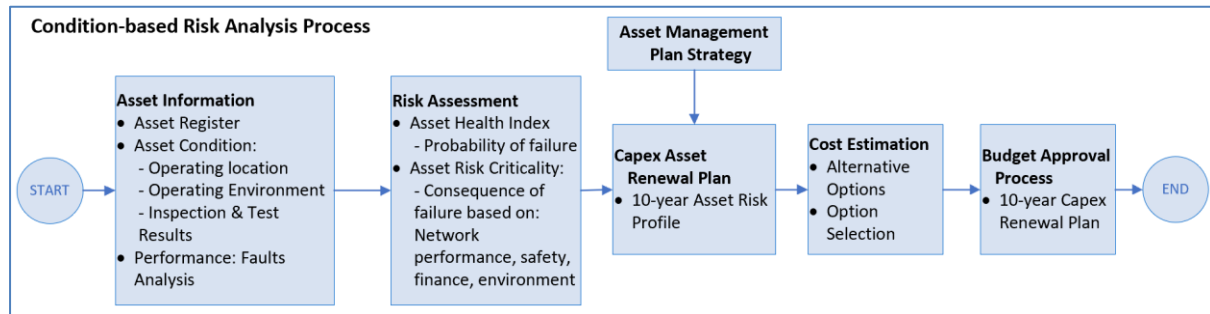 Condition-based Risk Analysis Process
Asset Management
Plan Strategy
START
Asset Information
• Asset Register
• Asset Condition:
- Operating location
- Operating Environment
- Inspection & Test
Results
• Performance: Faults
Analysis
Risk Assessment
• Asset Health Index
- Probability of failure
• Asset Risk Criticality:
- Consequence of
failure based on:
Network
performance, safety,
finance, environment
Capex Asset
Renewal Plan
• 10-year Asset Risk
Profile
Cost Estimation
• Alternative
Options
• Option
Selection
Budget Approval
Process
• 10-year Capex
Renewal Plan
END